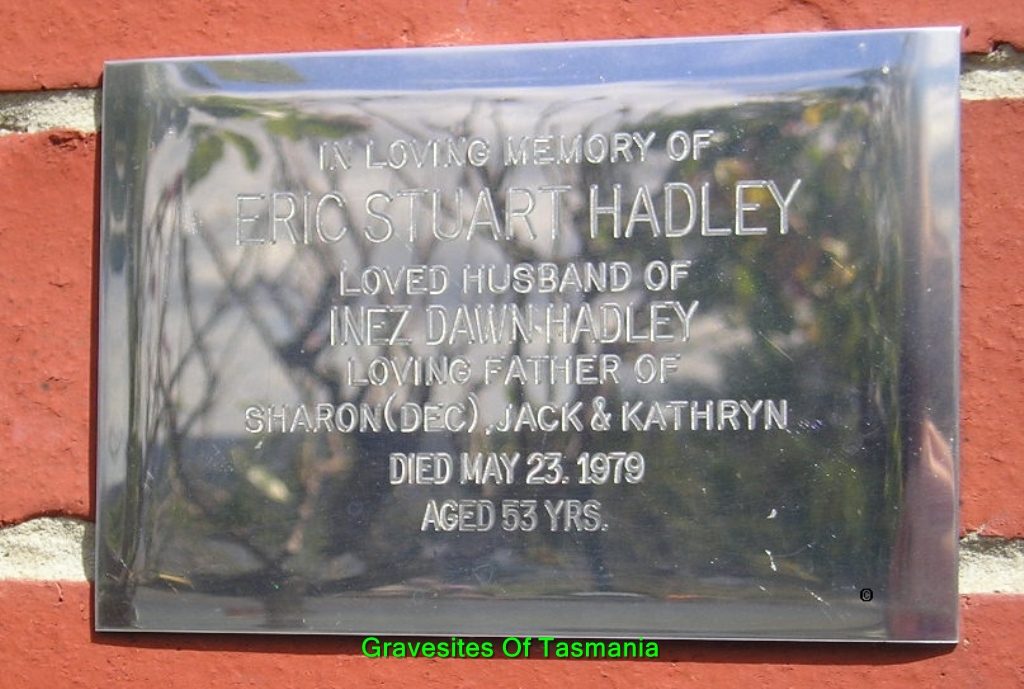 IN LOVING MEMORY OF
ERIC STUART HADLEY
LOVED HUSBAND OF
INEZ DAWN HADLEY
LOVING FATHER OF
SHARON (DEC), JACK & KATHRYN
DIED MAY 23. 1979
AGED 53 YRS.
©
Gravesites Of Tasmania